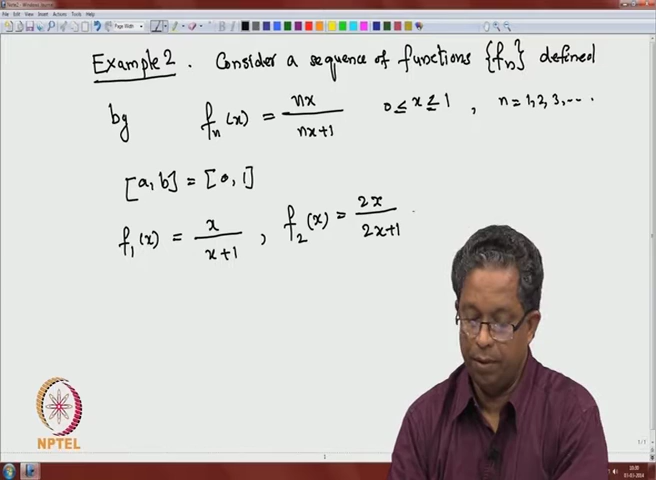 Example 2. Consider a sequence of functions {fn} defined
by fn(x) = nx / nx+1 0 ≤ x ≤ 1 , n = 1,2,3,....
[a,b] = [0,1]
f1(x) = x / x+1 , f2(x) = 2x / 2x+1
NPTEL